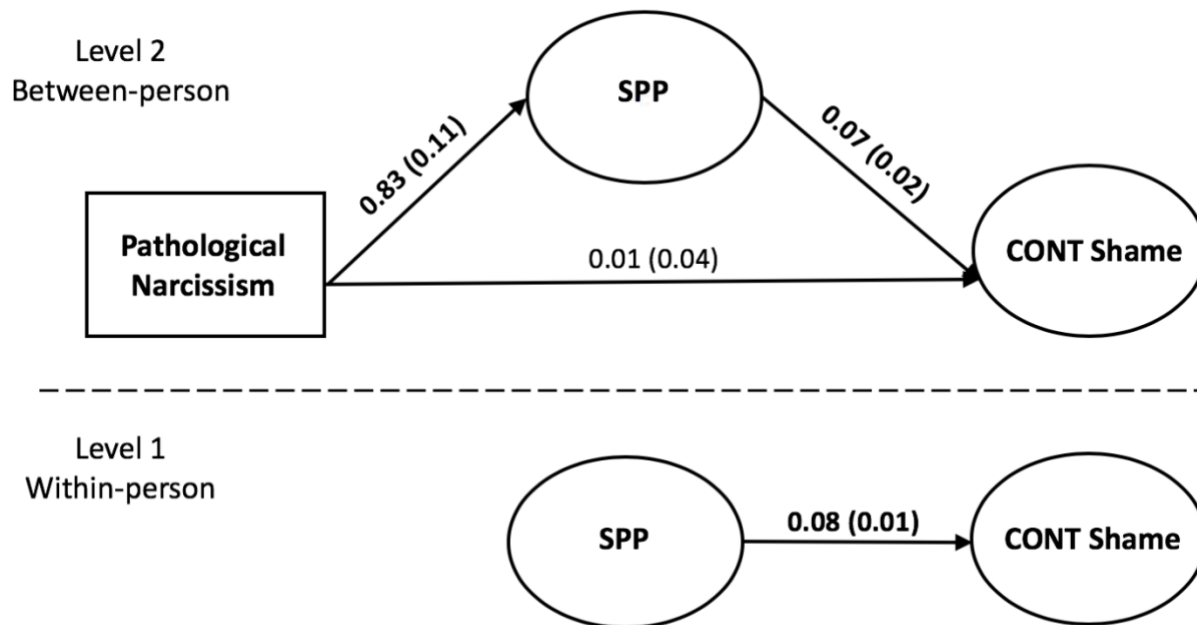 Level 2
Between-person
SPP
0.83 (0.11)
0.07 (0.02)
Pathological
Narcissism
0.01 (0.04)
CONT Shame
Level 1
Within-person
SPP
0.08 (0.01)
CONT Shame